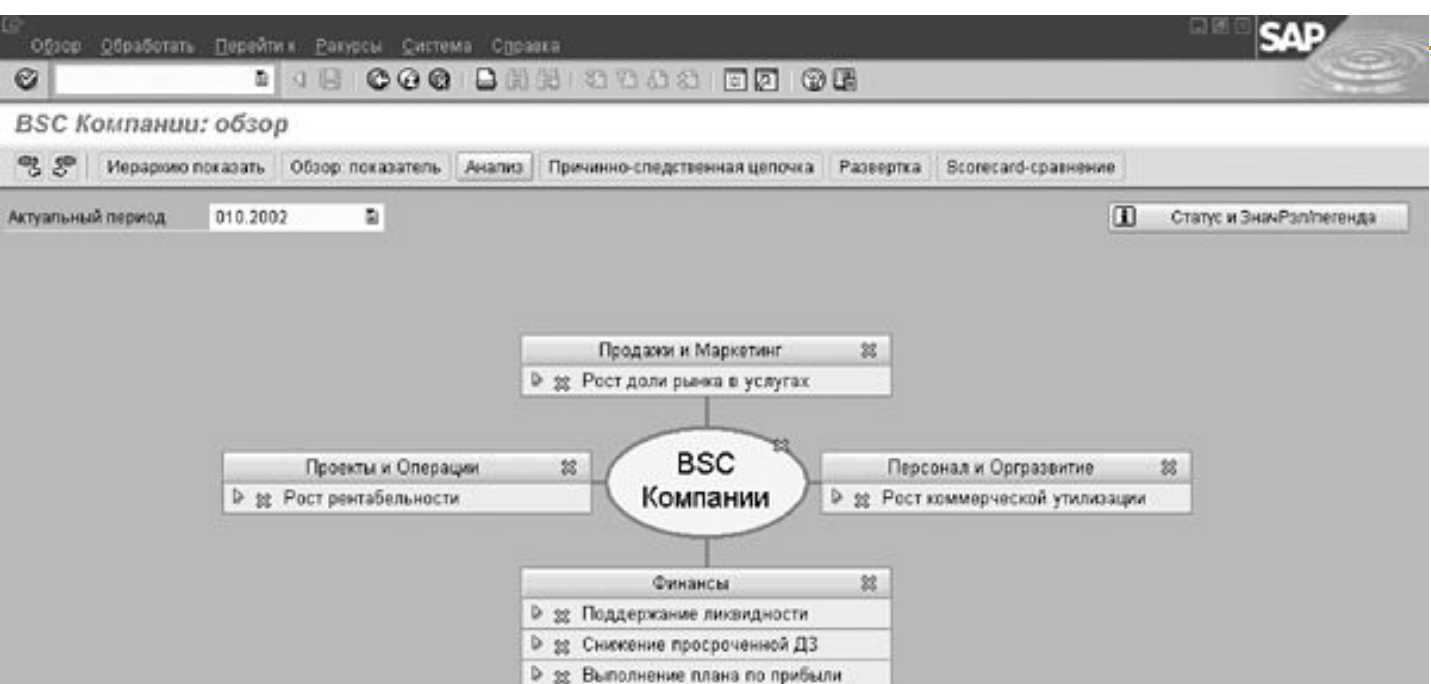 Обзор Обработать Перейти к Ракурсы Система Справка
SAP
BSC Компании: обзор
Иерархию показать Обзор: показатель Анализ Причинно-следственная цепочка Развертка Scorecard-сравнение
Актуальный период 010.2002 Статус и ЗначРэл/легенда
Продажи и Маркетинг
Рост доли рынка в услугах
Проекты и Операции
Рост рентабельности
BSC
Компании
Персонал и Оргразвитие
Рост коммерческой утилизации
Финансы
Поддержание ликвидности
Снижение просроченной ДЗ
Выполнение плана по прибыли